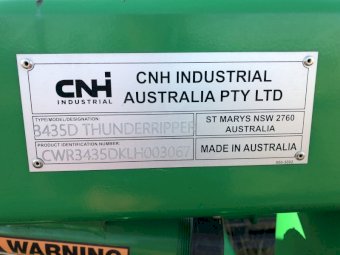 CNH
INDUSTRIAL
CNH INDUSTRIAL
AUSTRALIA PTY LTD
TYPE/MODEL/DESIGNATION:
3435D THUNDERRIPPER
ST MARYS NSW 2760
AUSTRALIA
PRODUCT IDENTIFICATION NUMBER:
CWR3435DKLH003067
MADE IN AUSTRALIA
WARNING